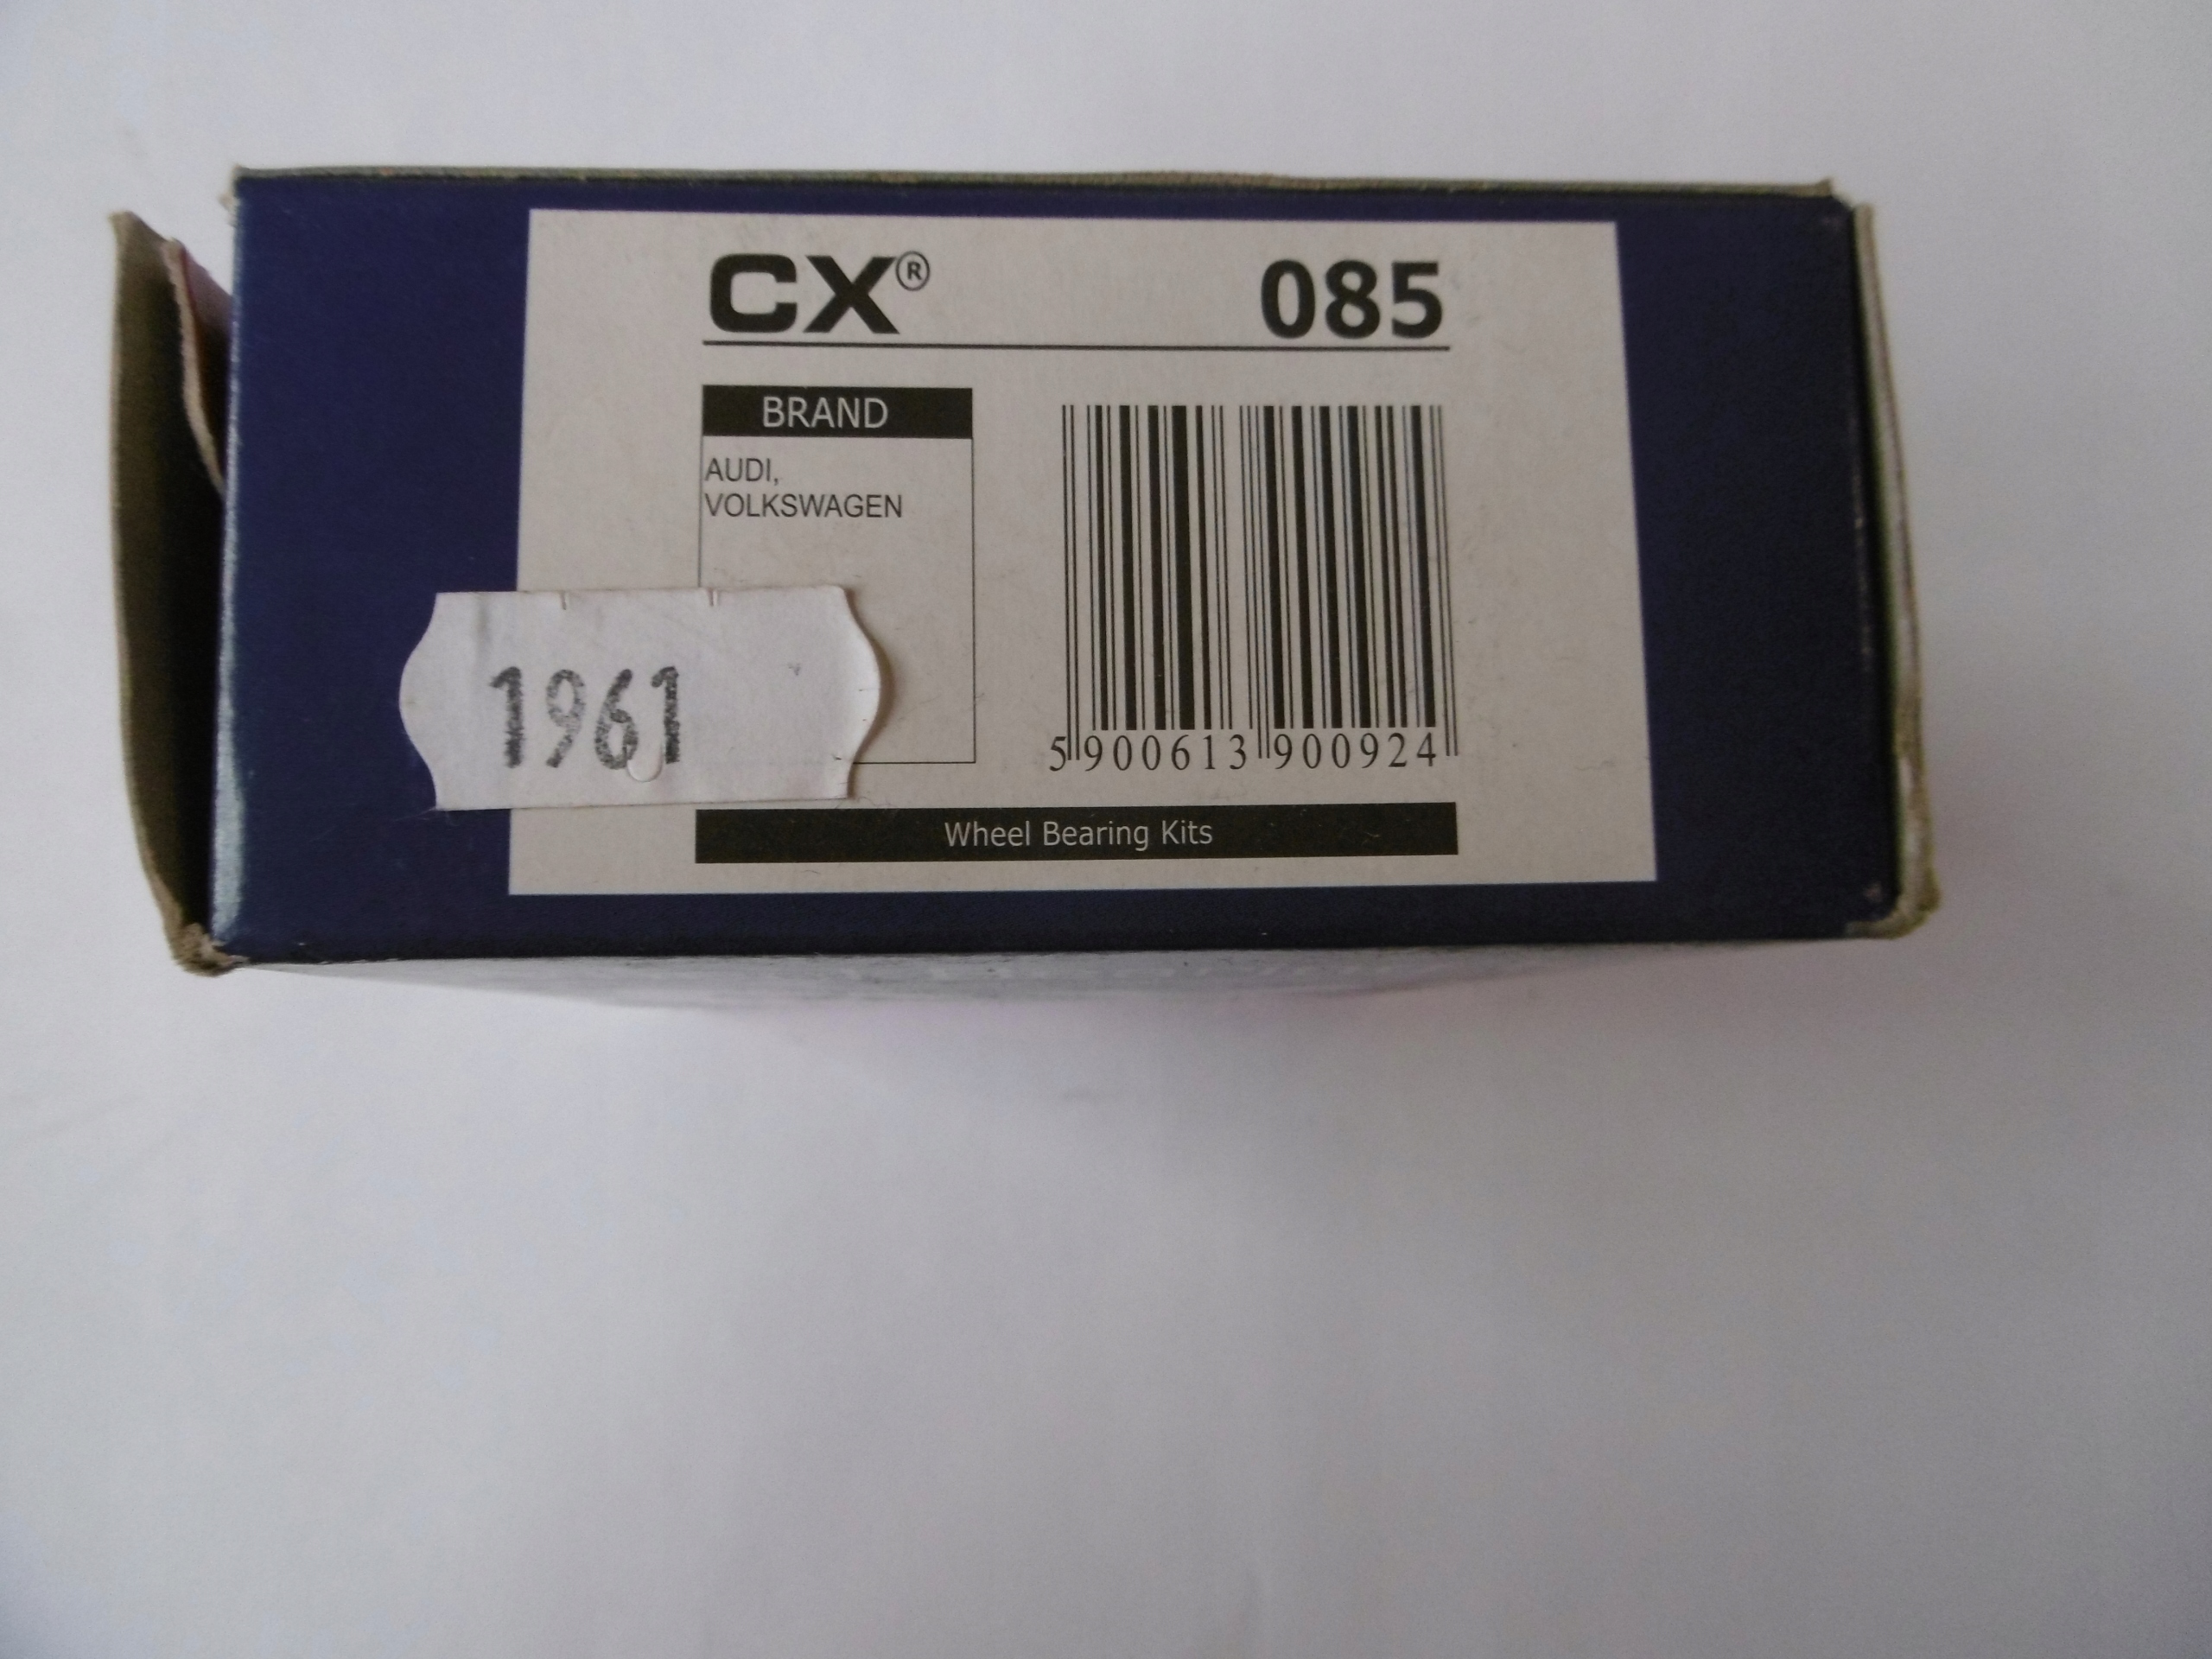 CX® 085
BRAND
AUDI,
VOLKSWAGEN
1961
5 900613 900924
Wheel Bearing Kits